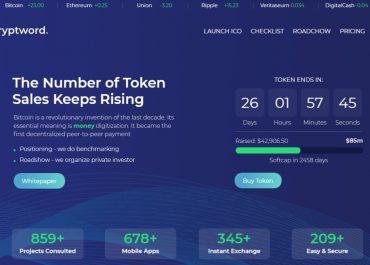 Bitcoin +23.00 Ethereum +0.25 Union -3.20 Ripple +15.23 Veritaseum 0.034 DigitalCash 0.04
ryptword.
LAUNCH ICO CHECKLIST ROADCHOW PRICING
The Number of Token
Sales Keeps Rising
Bitcoin is a revolunitary invention of the last decade. Its
essential meaning is money digitization. It became the
first decentralized peer-to-peer payment
Positioning - we do benchmarking
Roadshow - we organize private investor
Whitepaper
TOKEN ENDS IN:
26 01 57 45
Days Hours Minutes Seconds
Raised: $42,906.50 $85m
Softcap in 2458 days
Buy Token
859+ 678+ 345+ 209+
Projects Consulted Mobile Apps Instant Exchange Easy & Secure